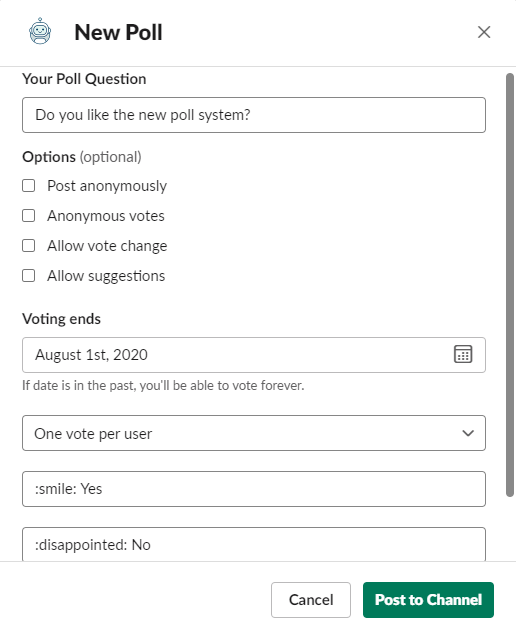 New Poll
Your Poll Question
Do you like the new poll system?
Options (optional)
Post anonymously
Anonymous votes
Allow vote change
Allow suggestions
Voting ends
August 1st, 2020
If date is in the past, you'll be able to vote forever.
One vote per user
:smile: Yes
:disappointed: No
Cancel
Post to Channel